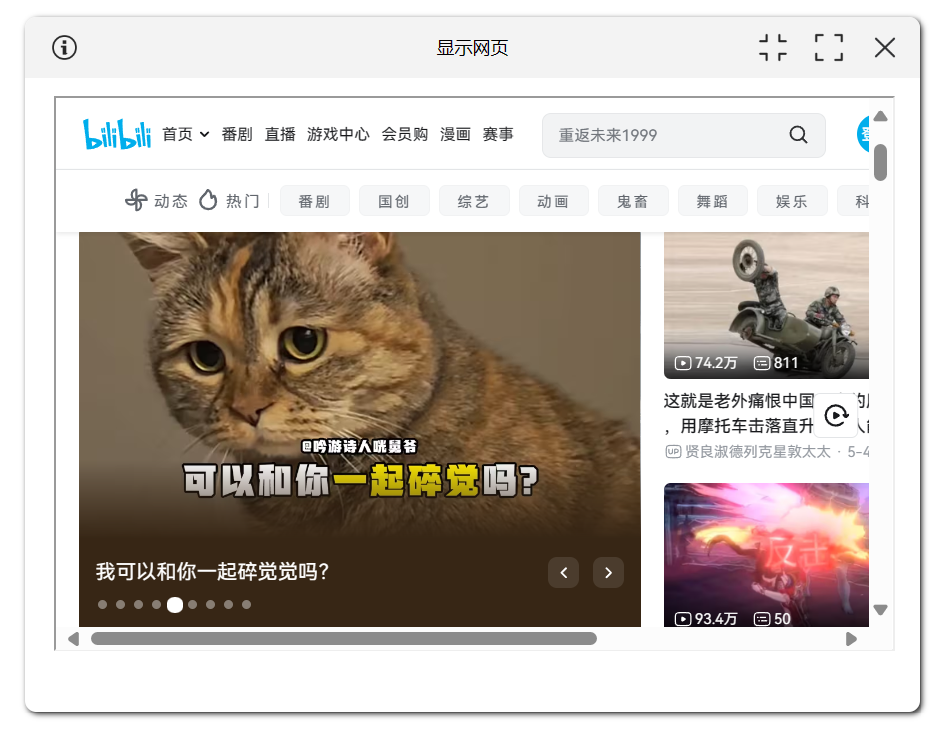 显示网页
bilibili 首页 番剧 直播 游戏中心 会员购 漫画 赛事 重返未来1999
动态 热门 番剧 国创 综艺 动画 鬼畜 舞蹈 娱乐 科
@吟游诗人咣舅爷
可以和你一起碎觉吗?
我可以和你一起碎觉觉吗?
74.2万 811
这就是老外痛恨中国
,用摩托车击落直升
UP 贤良淑德列克星敦太太 · 5-4
反击
93.4万 50